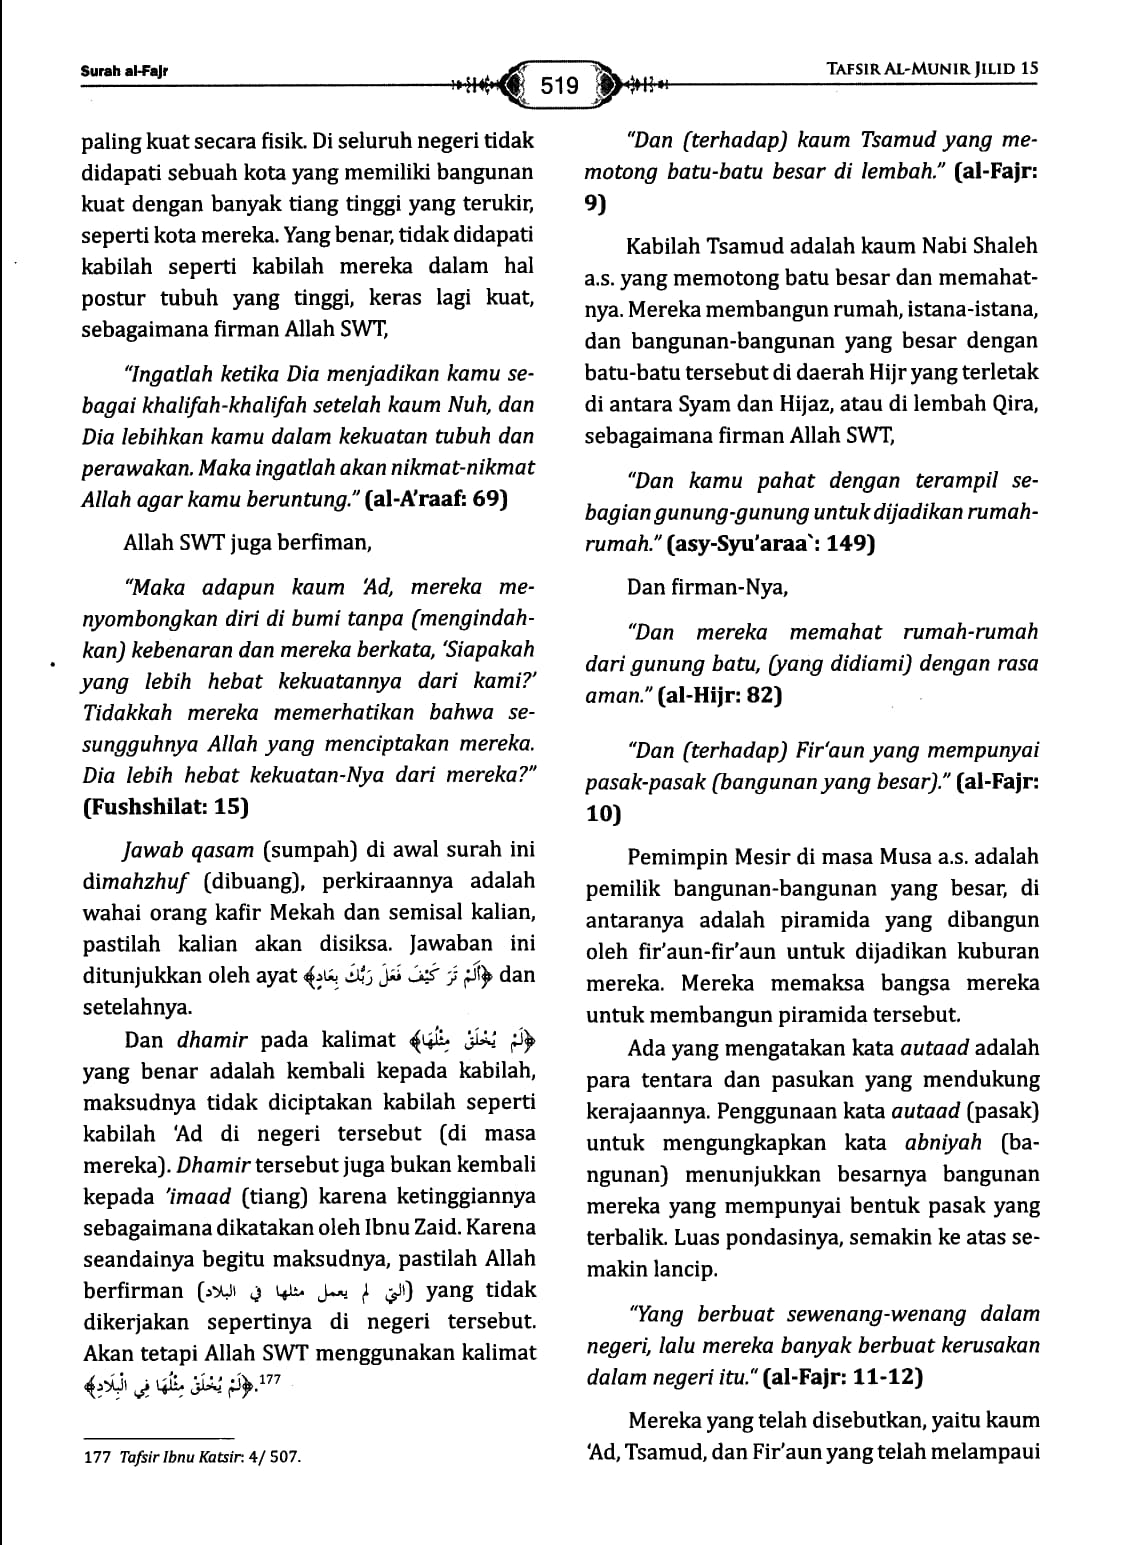 Surah al-Fajr
519
TAFSIR AL-MUNIR JILID 15
paling kuat secara fisik. Di seluruh negeri tidak
didapati sebuah kota yang memiliki bangunan
kuat dengan banyak tiang tinggi yang terukir,
seperti kota mereka. Yang benar, tidak didapati
kabilah seperti kabilah mereka dalam hal
postur tubuh yang tinggi, keras lagi kuat,
sebagaimana firman Allah SWT,
“Ingatlah ketika Dia menjadikan kamu se-
bagai khalifah-khalifah setelah kaum Nuh, dan
Dia lebihkan kamu dalam kekuatan tubuh dan
perawakan. Maka ingatlah akan nikmat-nikmat
Allah agar kamu beruntung.” (al-A’raaf: 69)
Allah SWT juga berfiman,
“Maka adapun kaum ‘Ad, mereka me-
nyombongkan diri di bumi tanpa (mengindah-
kan) kebenaran dan mereka berkata, ‘Siapakah
yang lebih hebat kekuatannya dari kami?’
Tidakkah mereka memerhatikan bahwa se-
sungguhnya Allah yang menciptakan mereka.
Dia lebih hebat kekuatan-Nya dari mereka?”
(Fushshilat: 15)
Jawab qasam (sumpah) di awal surah ini
dimahzhuf (dibuang), perkiraannya adalah
wahai orang kafir Mekah dan semisal kalian,
pastilah kalian akan disiksa. Jawaban ini
ditunjukkan oleh ayat ﴿أَلَمْ تَرَ كَيْفَ فَعَلَ رَبُّكَ بِعَادٍ﴾ dan
setelahnya.
Dan dhamir pada kalimat ﴿لَمْ يُخْلَقْ مِثْلُهَا﴾
yang benar adalah kembali kepada kabilah,
maksudnya tidak diciptakan kabilah seperti
kabilah ‘Ad di negeri tersebut (di masa
mereka). Dhamir tersebut juga bukan kembali
kepada ’imaad (tiang) karena ketinggiannya
sebagaimana dikatakan oleh Ibnu Zaid. Karena
seandainya begitu maksudnya, pastilah Allah
berfirman (التي لم يعمل مثلها في البلاد) yang tidak
dikerjakan sepertinya di negeri tersebut.
Akan tetapi Allah SWT menggunakan kalimat
﴿لَمْ يُخْلَقْ مِثْلُهَا فِي الْبِلَادِ﴾.177
177 Tafsir Ibnu Katsir: 4/ 507.
“Dan (terhadap) kaum Tsamud yang me-
motong batu-batu besar di lembah.” (al-Fajr:
9)
Kabilah Tsamud adalah kaum Nabi Shaleh
a.s. yang memotong batu besar dan memahat-
nya. Mereka membangun rumah, istana-istana,
dan bangunan-bangunan yang besar dengan
batu-batu tersebut di daerah Hijr yang terletak
di antara Syam dan Hijaz, atau di lembah Qira,
sebagaimana firman Allah SWT,
“Dan kamu pahat dengan terampil se-
bagian gunung-gunung untuk dijadikan rumah-
rumah.” (asy-Syu’araa`: 149)
Dan firman-Nya,
“Dan mereka memahat rumah-rumah
dari gunung batu, (yang didiami) dengan rasa
aman.” (al-Hijr: 82)
“Dan (terhadap) Fir‘aun yang mempunyai
pasak-pasak (bangunan yang besar).” (al-Fajr:
10)
Pemimpin Mesir di masa Musa a.s. adalah
pemilik bangunan-bangunan yang besar, di
antaranya adalah piramida yang dibangun
oleh fir’aun-fir’aun untuk dijadikan kuburan
mereka. Mereka memaksa bangsa mereka
untuk membangun piramida tersebut.
Ada yang mengatakan kata autaad adalah
para tentara dan pasukan yang mendukung
kerajaannya. Penggunaan kata autaad (pasak)
untuk mengungkapkan kata abniyah (ba-
ngunan) menunjukkan besarnya bangunan
mereka yang mempunyai bentuk pasak yang
terbalik. Luas pondasinya, semakin ke atas se-
makin lancip.
“Yang berbuat sewenang-wenang dalam
negeri, lalu mereka banyak berbuat kerusakan
dalam negeri itu.“ (al-Fajr: 11-12)
Mereka yang telah disebutkan, yaitu kaum
‘Ad, Tsamud, dan Fir’aun yang telah melampaui